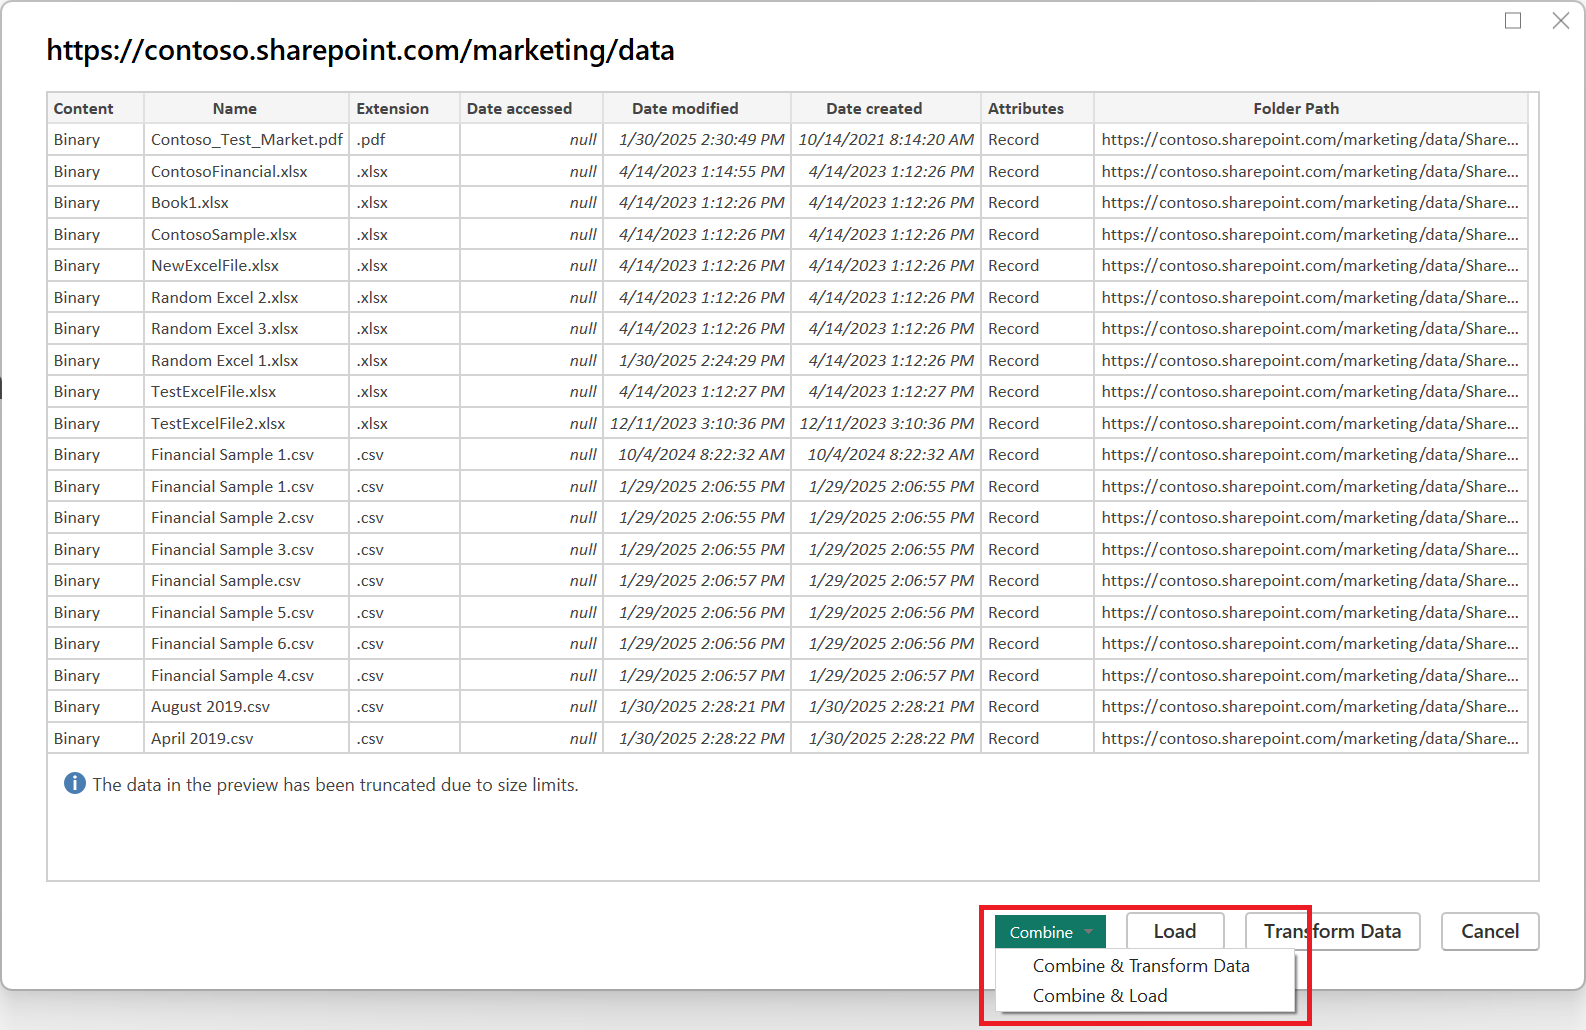 https://contoso.sharepoint.com/marketing/data
Content Name Extension Date accessed Date modified Date created Attributes Folder Path
Binary Contoso_Test_Market.pdf .pdf null 1/30/2025 2:30:49 PM 10/14/2021 8:14:20 AM Record https://contoso.sharepoint.com/marketing/data/Share...
Binary ContosoFinancial.xlsx .xlsx null 4/14/2023 1:14:55 PM 4/14/2023 1:12:26 PM Record https://contoso.sharepoint.com/marketing/data/Share...
Binary Book1.xlsx .xlsx null 4/14/2023 1:12:26 PM 4/14/2023 1:12:26 PM Record https://contoso.sharepoint.com/marketing/data/Share...
Binary ContosoSample.xlsx .xlsx null 4/14/2023 1:12:26 PM 4/14/2023 1:12:26 PM Record https://contoso.sharepoint.com/marketing/data/Share...
Binary NewExcelFile.xlsx .xlsx null 4/14/2023 1:12:26 PM 4/14/2023 1:12:26 PM Record https://contoso.sharepoint.com/marketing/data/Share...
Binary Random Excel 2.xlsx .xlsx null 4/14/2023 1:12:26 PM 4/14/2023 1:12:26 PM Record https://contoso.sharepoint.com/marketing/data/Share...
Binary Random Excel 3.xlsx .xlsx null 4/14/2023 1:12:26 PM 4/14/2023 1:12:26 PM Record https://contoso.sharepoint.com/marketing/data/Share...
Binary Random Excel 1.xlsx .xlsx null 1/30/2025 2:24:29 PM 4/14/2023 1:12:26 PM Record https://contoso.sharepoint.com/marketing/data/Share...
Binary TestExcelFile.xlsx .xlsx null 4/14/2023 1:12:27 PM 4/14/2023 1:12:27 PM Record https://contoso.sharepoint.com/marketing/data/Share...
Binary TestExcelFile2.xlsx .xlsx null 12/11/2023 3:10:36 PM 12/11/2023 3:10:36 PM Record https://contoso.sharepoint.com/marketing/data/Share...
Binary Financial Sample 1.csv .csv null 10/4/2024 8:22:32 AM 10/4/2024 8:22:32 AM Record https://contoso.sharepoint.com/marketing/data/Share...
Binary Financial Sample 1.csv .csv null 1/29/2025 2:06:55 PM 1/29/2025 2:06:55 PM Record https://contoso.sharepoint.com/marketing/data/Share...
Binary Financial Sample 2.csv .csv null 1/29/2025 2:06:55 PM 1/29/2025 2:06:55 PM Record https://contoso.sharepoint.com/marketing/data/Share...
Binary Financial Sample 3.csv .csv null 1/29/2025 2:06:55 PM 1/29/2025 2:06:55 PM Record https://contoso.sharepoint.com/marketing/data/Share...
Binary Financial Sample.csv .csv null 1/29/2025 2:06:57 PM 1/29/2025 2:06:57 PM Record https://contoso.sharepoint.com/marketing/data/Share...
Binary Financial Sample 5.csv .csv null 1/29/2025 2:06:56 PM 1/29/2025 2:06:56 PM Record https://contoso.sharepoint.com/marketing/data/Share...
Binary Financial Sample 6.csv .csv null 1/29/2025 2:06:56 PM 1/29/2025 2:06:56 PM Record https://contoso.sharepoint.com/marketing/data/Share...
Binary Financial Sample 4.csv .csv null 1/29/2025 2:06:57 PM 1/29/2025 2:06:57 PM Record https://contoso.sharepoint.com/marketing/data/Share...
Binary August 2019.csv .csv null 1/30/2025 2:28:21 PM 1/30/2025 2:28:21 PM Record https://contoso.sharepoint.com/marketing/data/Share...
Binary April 2019.csv .csv null 1/30/2025 2:28:22 PM 1/30/2025 2:28:22 PM Record https://contoso.sharepoint.com/marketing/data/Share...
The data in the preview has been truncated due to size limits.
Combine Load Transform Data Cancel
Combine & Transform Data
Combine & Load